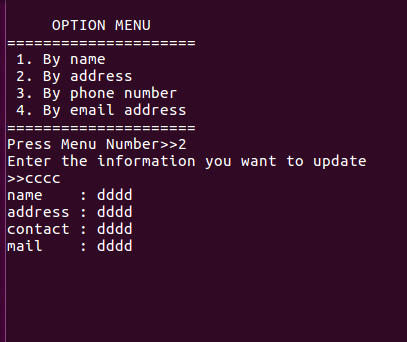 OPTION MENU
=====================
1. By name
2. By address
3. By phone number
4. By email address
=====================
Press Menu Number>>2
Enter the information you want to update
>>cccc
name    : dddd
address : dddd
contact : dddd
mail    : dddd